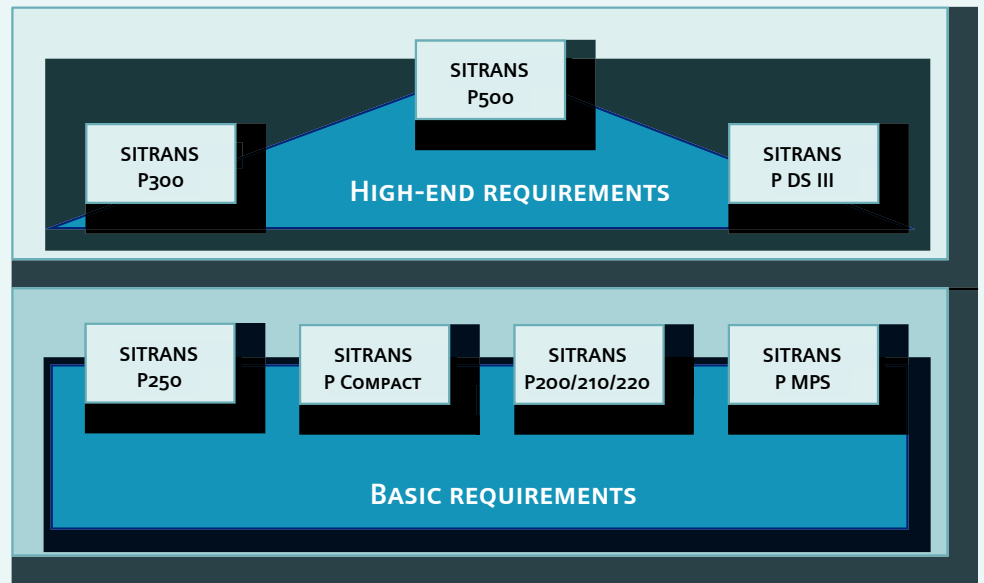 SITRANS
P500
SITRANS
P300
SITRANS
P DS III
HIGH-END REQUIREMENTS
SITRANS
P250
SITRANS
P COMPACT
SITRANS
P200/210/220
SITRANS
P MPS
BASIC REQUIREMENTS